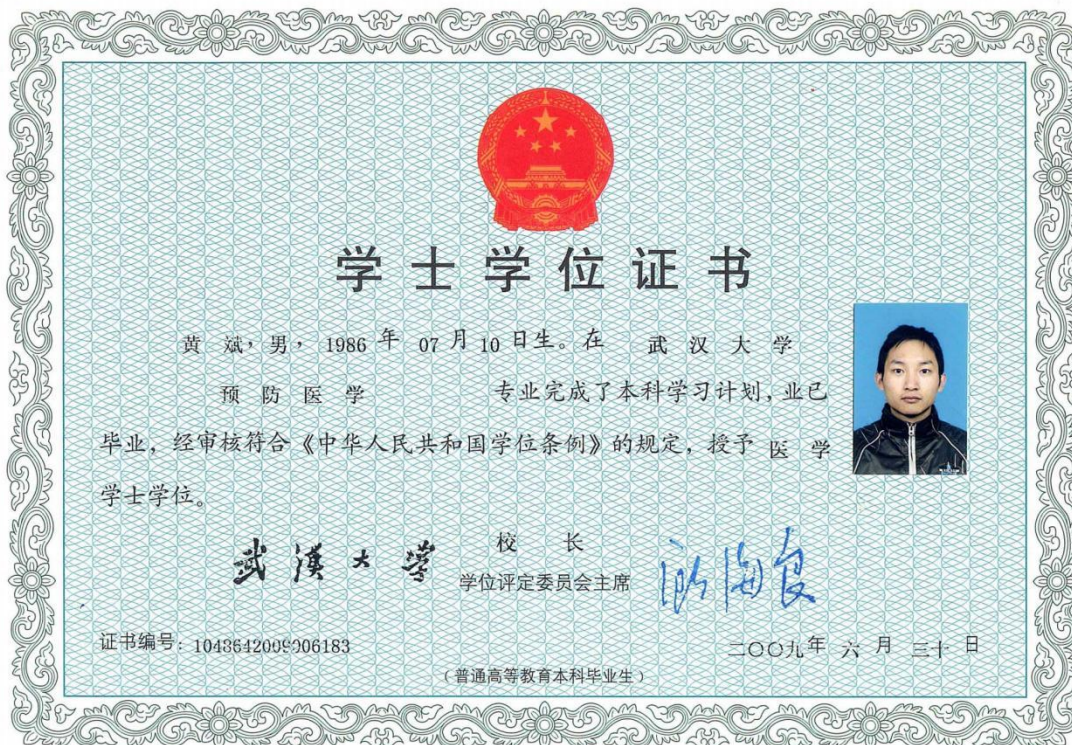 学士学位证书
黄斌，男，1986年07月10日生。在 武汉大学
预防医学 专业完成了本科学习计划，业已
毕业，经审核符合《中华人民共和国学位条例》的规定，授予 医学
学士学位。
武漢大學
校长
学位评定委员会主席
证书编号：1048642009006183
二〇〇九年六月三十日
（普通高等教育本科毕业生）